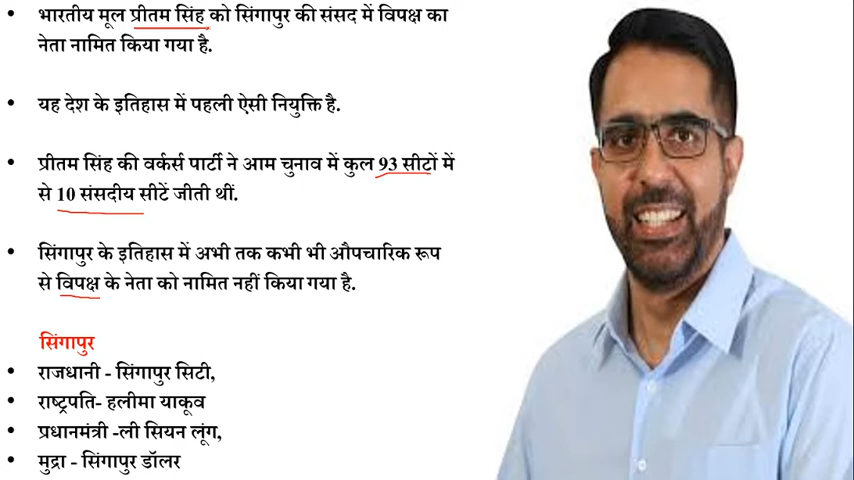 • भारतीय मूल प्रीतम सिंह को सिंगापुर की संसद में विपक्ष का
नेता नामित किया गया है.
• यह देश के इतिहास में पहली ऐसी नियुक्ति है.
• प्रीतम सिंह की वर्कर्स पार्टी ने आम चुनाव में कुल 93 सीटों में
से 10 संसदीय सीटें जीती थीं.
• सिंगापुर के इतिहास में अभी तक कभी भी औपचारिक रूप
से विपक्ष के नेता को नामित नहीं किया गया है.
सिंगापुर
• राजधानी - सिंगापुर सिटी,
• राष्ट्रपति- हलीमा याकूव
• प्रधानमंत्री -ली सियन लूंग,
• मुद्रा - सिंगापुर डॉलर